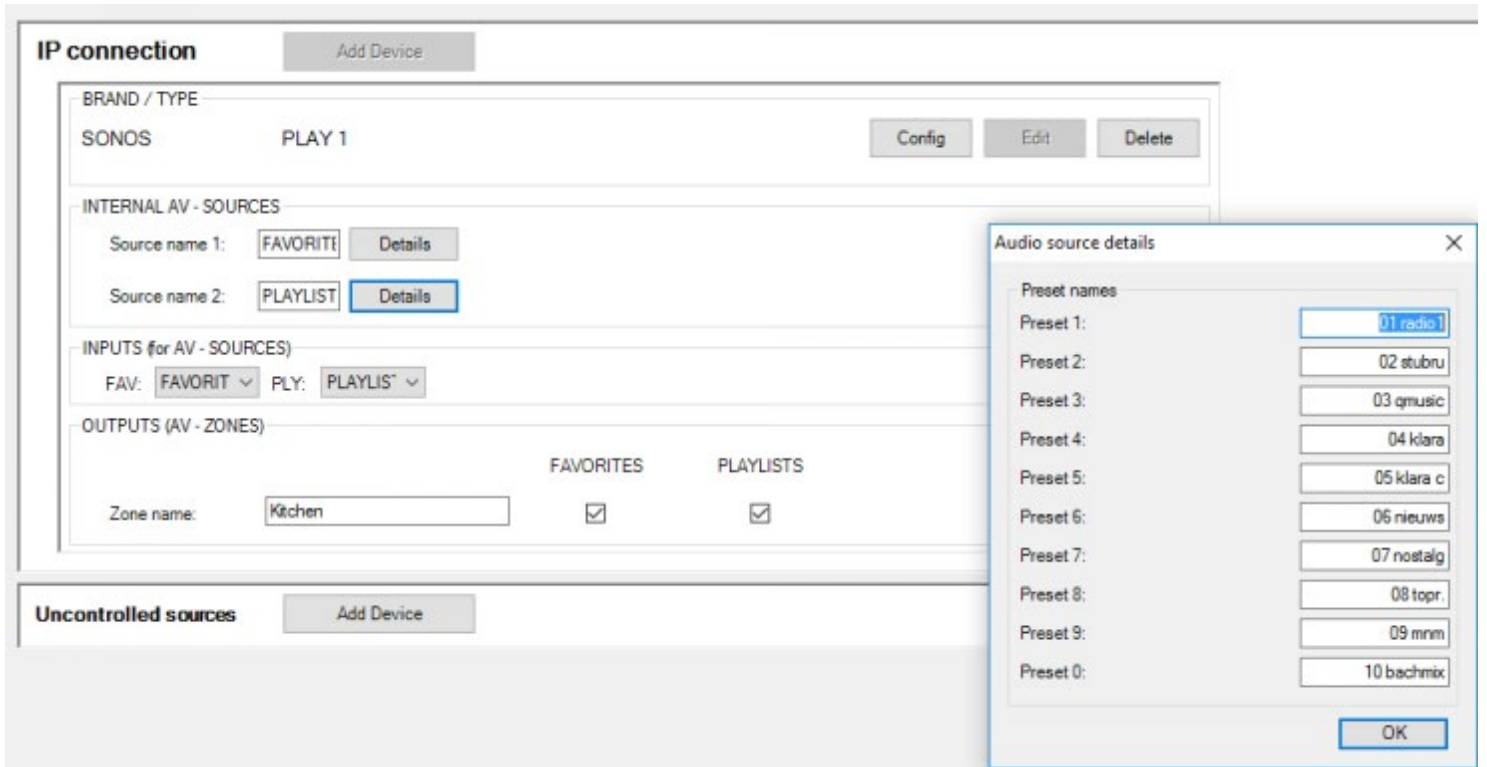 IP connection Add Device
BRAND / TYPE
SONOS PLAY 1 Config Edit Delete
INTERNAL AV - SOURCES
Source name 1: FAVORITE Details
Source name 2: PLAYLIST Details
INPUTS (for AV - SOURCES)
FAV: FAVORIT PLY: PLAYLIS
OUTPUTS (AV - ZONES)
FAVORITES PLAYLISTS
Zone name: Kitchen
Uncontrolled sources Add Device
Audio source details
Preset names
Preset 1: 01 radio1
Preset 2: 02 stubru
Preset 3: 03 qmusic
Preset 4: 04 klara
Preset 5: 05 klara c
Preset 6: 06 nieuws
Preset 7: 07 nostalg
Preset 8: 08 topr.
Preset 9: 09 mnm
Preset 0: 10 bachmix
OK